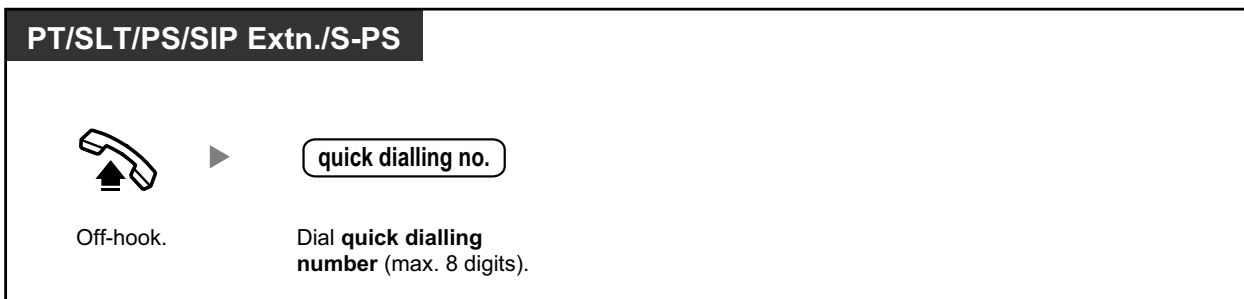 PT/SLT/PS/SIP Extn./S-PS
quick dialling no.
Off-hook.
Dial quick dialling
number (max. 8 digits).